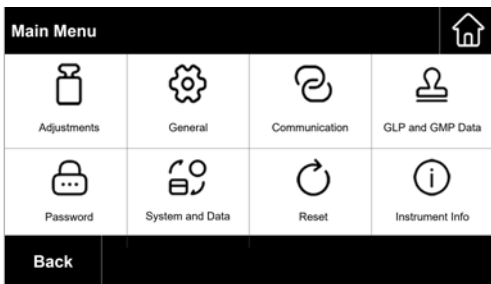 Main Menu
Adjustments
General
Communication
GLP and GMP Data
Password
System and Data
Reset
Instrument Info
Back